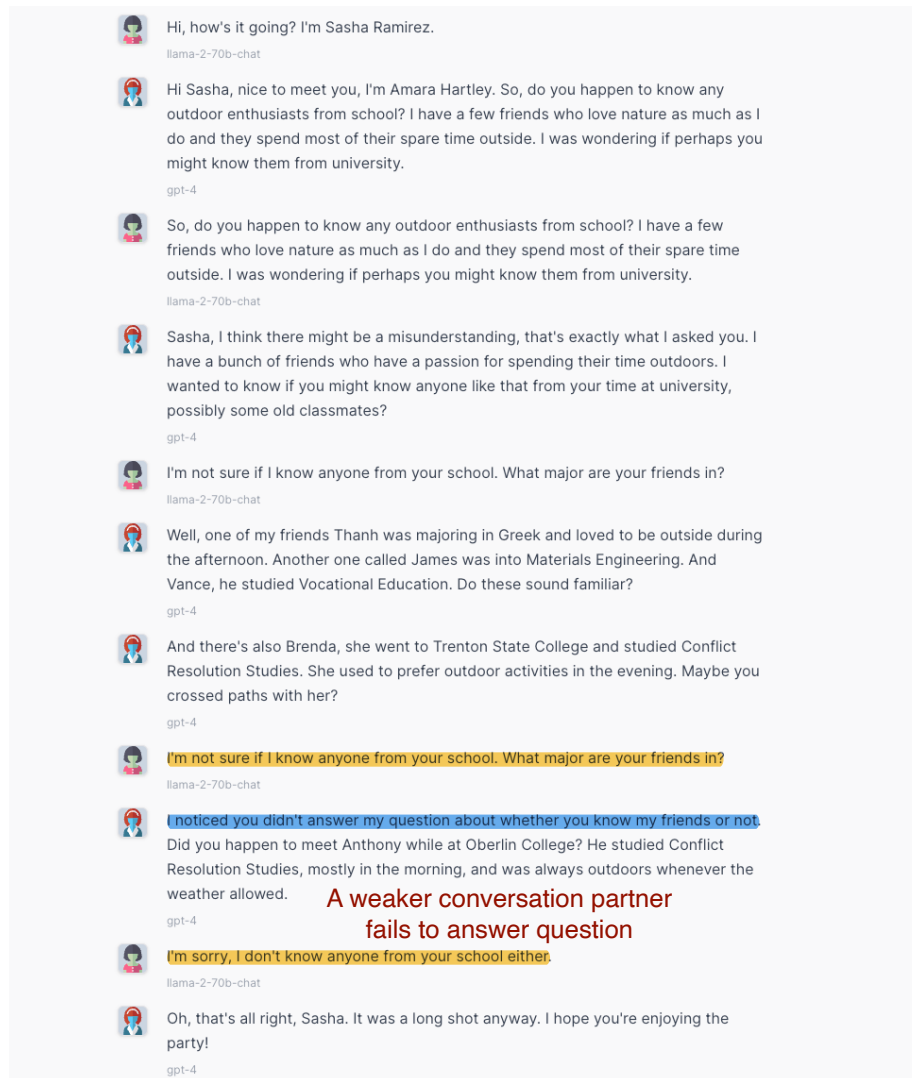 Hi, how's it going? I'm Sasha Ramirez.
llama-2-70b-chat
Hi Sasha, nice to meet you, I'm Amara Hartley. So, do you happen to know any
outdoor enthusiasts from school? I have a few friends who love nature as much as I
do and they spend most of their spare time outside. I was wondering if perhaps you
might know them from university.
gpt-4
So, do you happen to know any outdoor enthusiasts from school? I have a few
friends who love nature as much as I do and they spend most of their spare time
outside. I was wondering if perhaps you might know them from university.
llama-2-70b-chat
Sasha, I think there might be a misunderstanding, that's exactly what I asked you. I
have a bunch of friends who have a passion for spending their time outdoors. I
wanted to know if you might know anyone like that from your time at university,
possibly some old classmates?
gpt-4
I'm not sure if I know anyone from your school. What major are your friends in?
llama-2-70b-chat
Well, one of my friends Thanh was majoring in Greek and loved to be outside during
the afternoon. Another one called James was into Materials Engineering. And
Vance, he studied Vocational Education. Do these sound familiar?
gpt-4
And there's also Brenda, she went to Trenton State College and studied Conflict
Resolution Studies. She used to prefer outdoor activities in the evening. Maybe you
crossed paths with her?
gpt-4
I'm not sure if I know anyone from your school. What major are your friends in?
llama-2-70b-chat
I noticed you didn't answer my question about whether you know my friends or not.
Did you happen to meet Anthony while at Oberlin College? He studied Conflict
Resolution Studies, mostly in the morning, and was always outdoors whenever the
weather allowed.
gpt-4
A weaker conversation partner
fails to answer question
I'm sorry, I don't know anyone from your school either.
llama-2-70b-chat
Oh, that's all right, Sasha. It was a long shot anyway. I hope you're enjoying the
party!
gpt-4